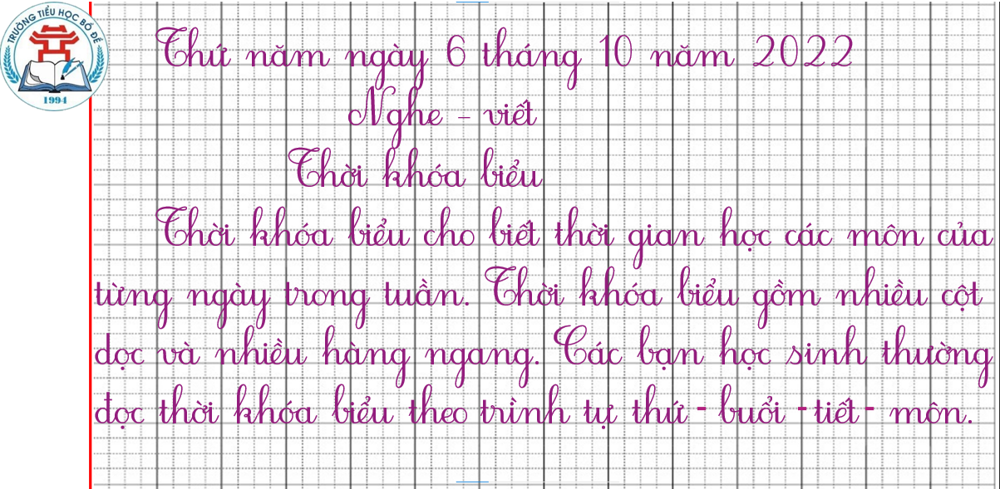 TRƯỜNG TIỂU HỌC BỒ ĐỀ
1994
Thứ năm ngày 6 tháng 10 năm 2022
Nghe - viết
Thời khóa biểu
Thời khóa biểu cho biết thời gian học các môn của
từng ngày trong tuần. Thời khóa biểu gồm nhiều cột
dọc và nhiều hàng ngang. Các bạn học sinh thường
đọc thời khóa biểu theo trình tự thứ - buổi - tiết - môn.